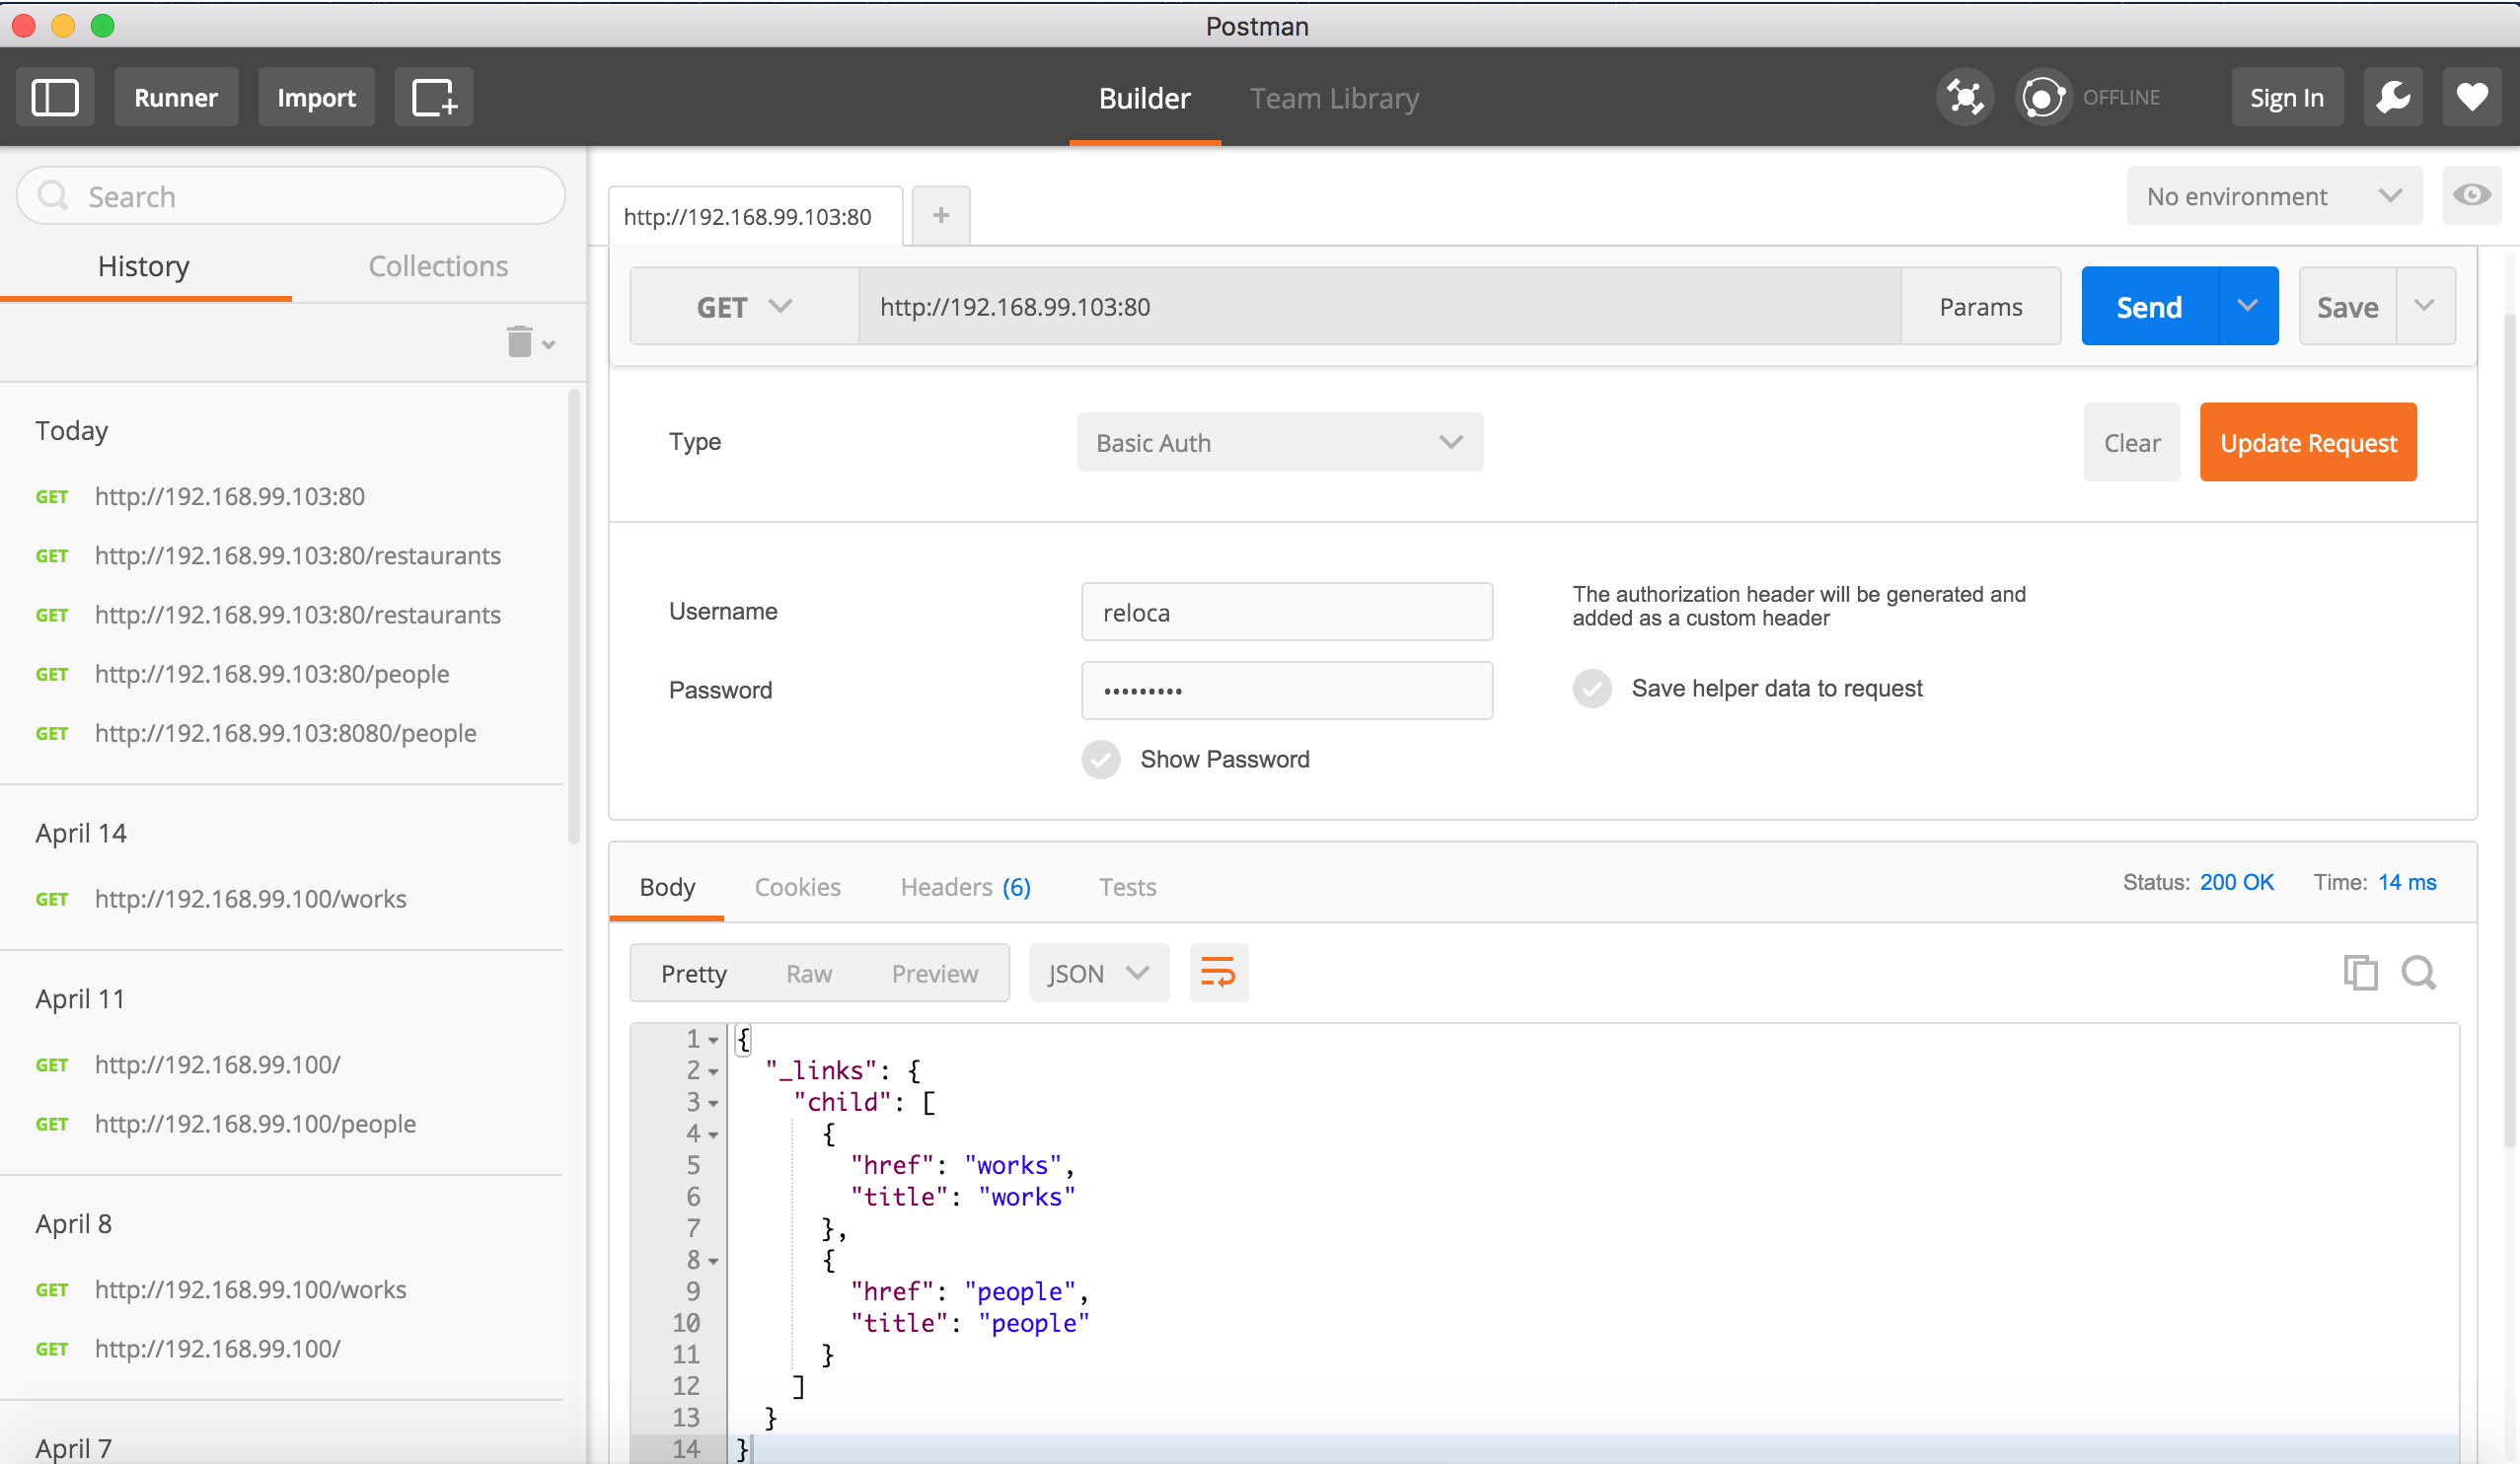 Postman
Runner
Import
Builder
Team Library
OFFLINE
Sign In
Search
History
Collections
Today
GET http://192.168.99.103:80
GET http://192.168.99.103:80/restaurants
GET http://192.168.99.103:80/restaurants
GET http://192.168.99.103:80/people
GET http://192.168.99.103:8080/people
April 14
GET http://192.168.99.100/works
April 11
GET http://192.168.99.100/
GET http://192.168.99.100/people
April 8
GET http://192.168.99.100/works
GET http://192.168.99.100/
April 7
http://192.168.99.103:80
+
No environment
GET
http://192.168.99.103:80
Params
Send
Save
Type
Basic Auth
Clear
Update Request
Username
reloca
The authorization header will be generated and
added as a custom header
Password
•••••••••
Save helper data to request
Show Password
Body
Cookies
Headers (6)
Tests
Status: 200 OK
Time: 14 ms
Pretty
Raw
Preview
JSON
1 {
2 "_links": {
3 "child": [
4 {
5 "href": "works",
6 "title": "works"
7 },
8 {
9 "href": "people",
10 "title": "people"
11 }
12 ]
13 }
14 }